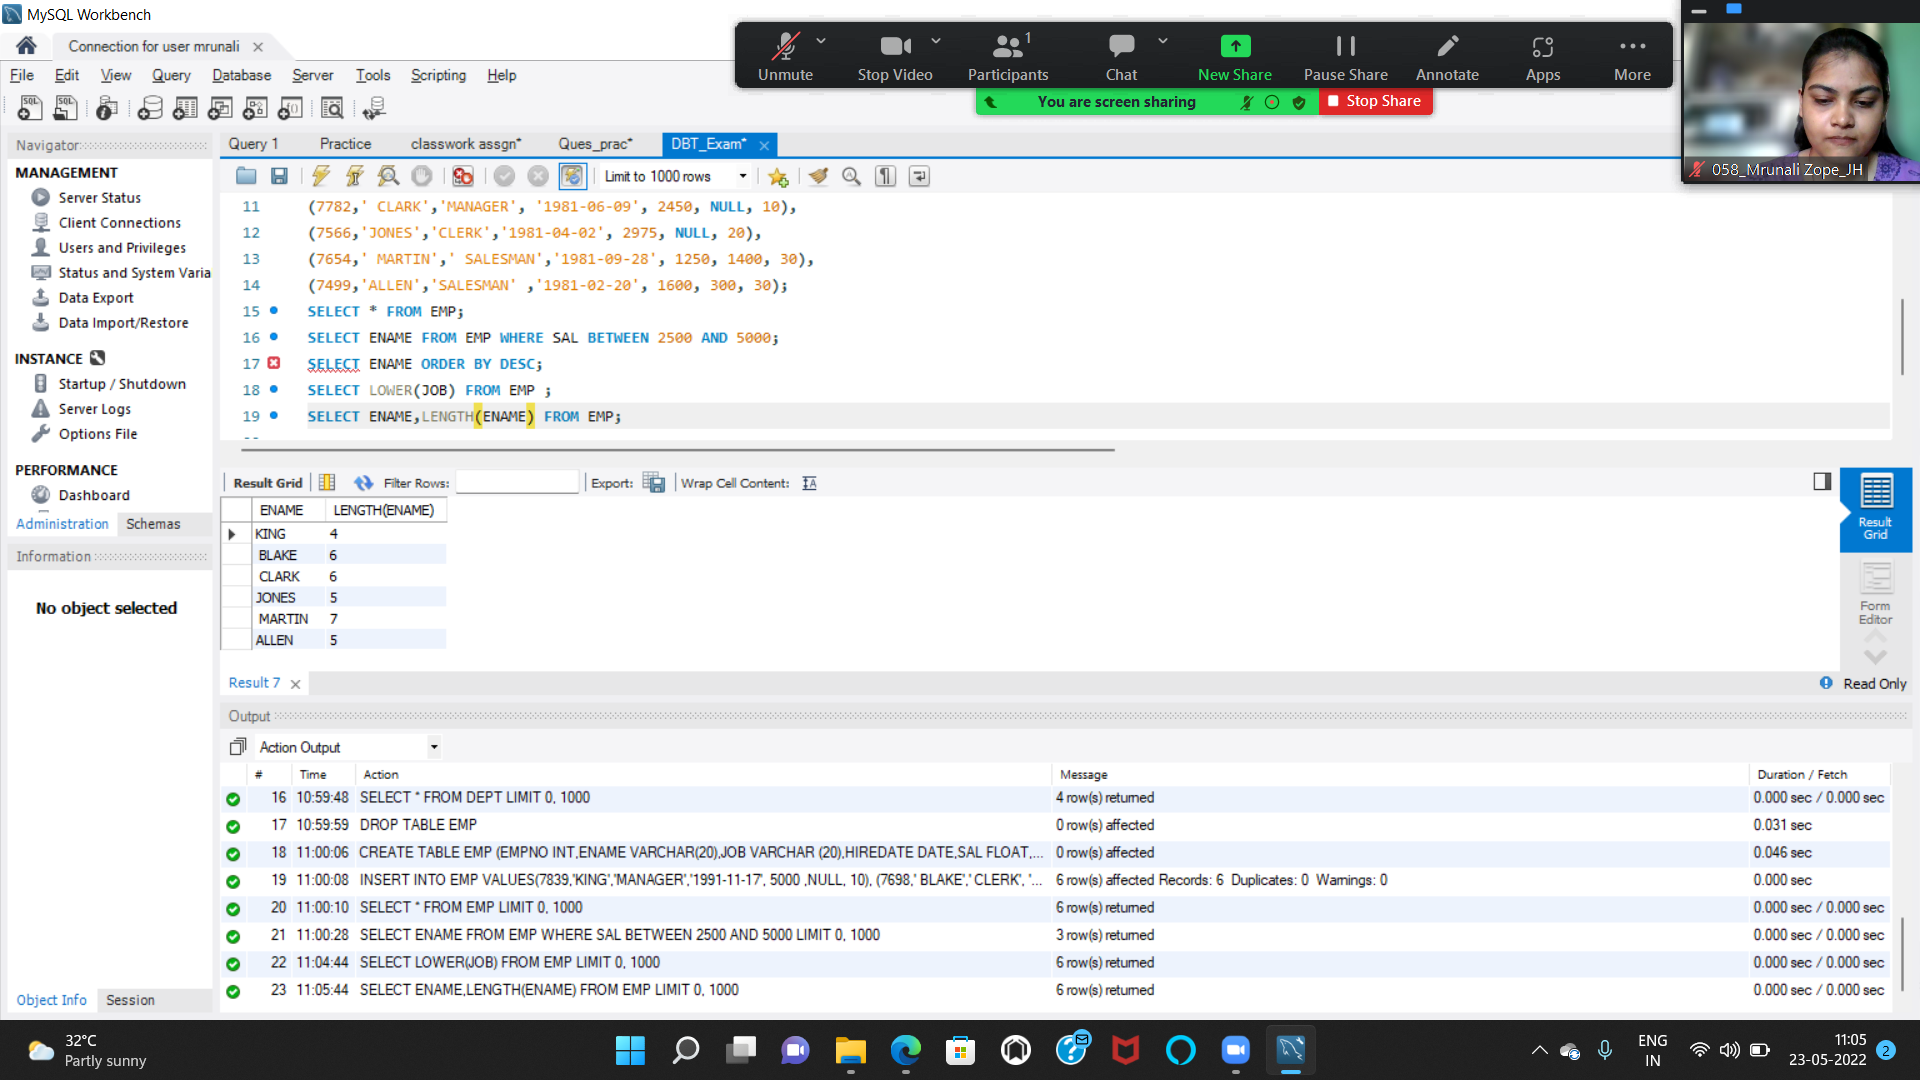 MySQL Workbench
Connection for user mrunali
File Edit View Query Database Server Tools Scripting Help
Unmute Stop Video Participants 1 Chat New Share Pause Share Annotate Apps More
You are screen sharing Stop Share
058_Mrunali Zope_JH
Navigator
MANAGEMENT
Server Status
Client Connections
Users and Privileges
Status and System Varia
Data Export
Data Import/Restore
INSTANCE
Startup / Shutdown
Server Logs
Options File
PERFORMANCE
Dashboard
Administration Schemas
Information
No object selected
Object Info Session
Query 1 Practice classwork assgn* Ques_prac* DBT_Exam*
Limit to 1000 rows
11 (7782,' CLARK','MANAGER', '1981-06-09', 2450, NULL, 10),
12 (7566,'JONES','CLERK','1981-04-02', 2975, NULL, 20),
13 (7654,' MARTIN',' SALESMAN','1981-09-28', 1250, 1400, 30),
14 (7499,'ALLEN','SALESMAN' ,'1981-02-20', 1600, 300, 30);
15 SELECT * FROM EMP;
16 SELECT ENAME FROM EMP WHERE SAL BETWEEN 2500 AND 5000;
17 SELECT ENAME ORDER BY DESC;
18 SELECT LOWER(JOB) FROM EMP ;
19 SELECT ENAME,LENGTH(ENAME) FROM EMP;
Result Grid Filter Rows: Export: Wrap Cell Content:
ENAME LENGTH(ENAME)
KING 4
BLAKE 6
CLARK 6
JONES 5
MARTIN 7
ALLEN 5
Result Grid
Form Editor
Result 7 Read Only
Output
Action Output
# Time Action Message Duration / Fetch
16 10:59:48 SELECT * FROM DEPT LIMIT 0, 1000 4 row(s) returned 0.000 sec / 0.000 sec
17 10:59:59 DROP TABLE EMP 0 row(s) affected 0.031 sec
18 11:00:06 CREATE TABLE EMP (EMPNO INT,ENAME VARCHAR(20),JOB VARCHAR (20),HIREDATE DATE,SAL FLOAT,... 0 row(s) affected 0.046 sec
19 11:00:08 INSERT INTO EMP VALUES(7839,'KING','MANAGER','1991-11-17', 5000 ,NULL, 10), (7698,' BLAKE',' CLERK', '... 6 row(s) affected Records: 6 Duplicates: 0 Warnings: 0 0.000 sec
20 11:00:10 SELECT * FROM EMP LIMIT 0, 1000 6 row(s) returned 0.000 sec / 0.000 sec
21 11:00:28 SELECT ENAME FROM EMP WHERE SAL BETWEEN 2500 AND 5000 LIMIT 0, 1000 3 row(s) returned 0.000 sec / 0.000 sec
22 11:04:44 SELECT LOWER(JOB) FROM EMP LIMIT 0, 1000 6 row(s) returned 0.000 sec / 0.000 sec
23 11:05:44 SELECT ENAME,LENGTH(ENAME) FROM EMP LIMIT 0, 1000 6 row(s) returned 0.000 sec / 0.000 sec
32°C
Partly sunny
ENG
IN
11:05
23-05-2022
2